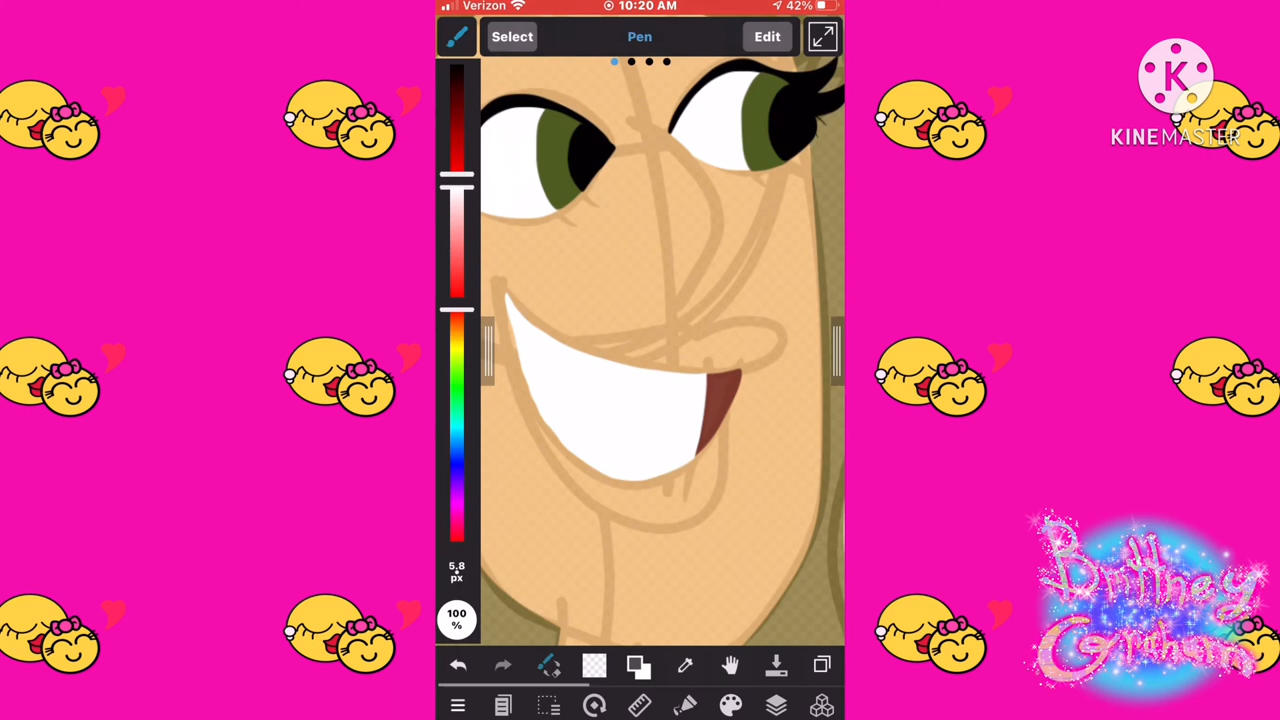 Verizon 10:20 AM 42%
Select Pen Edit
K
KINEMASTER
5.8
px
100
%
Brittney
Graham